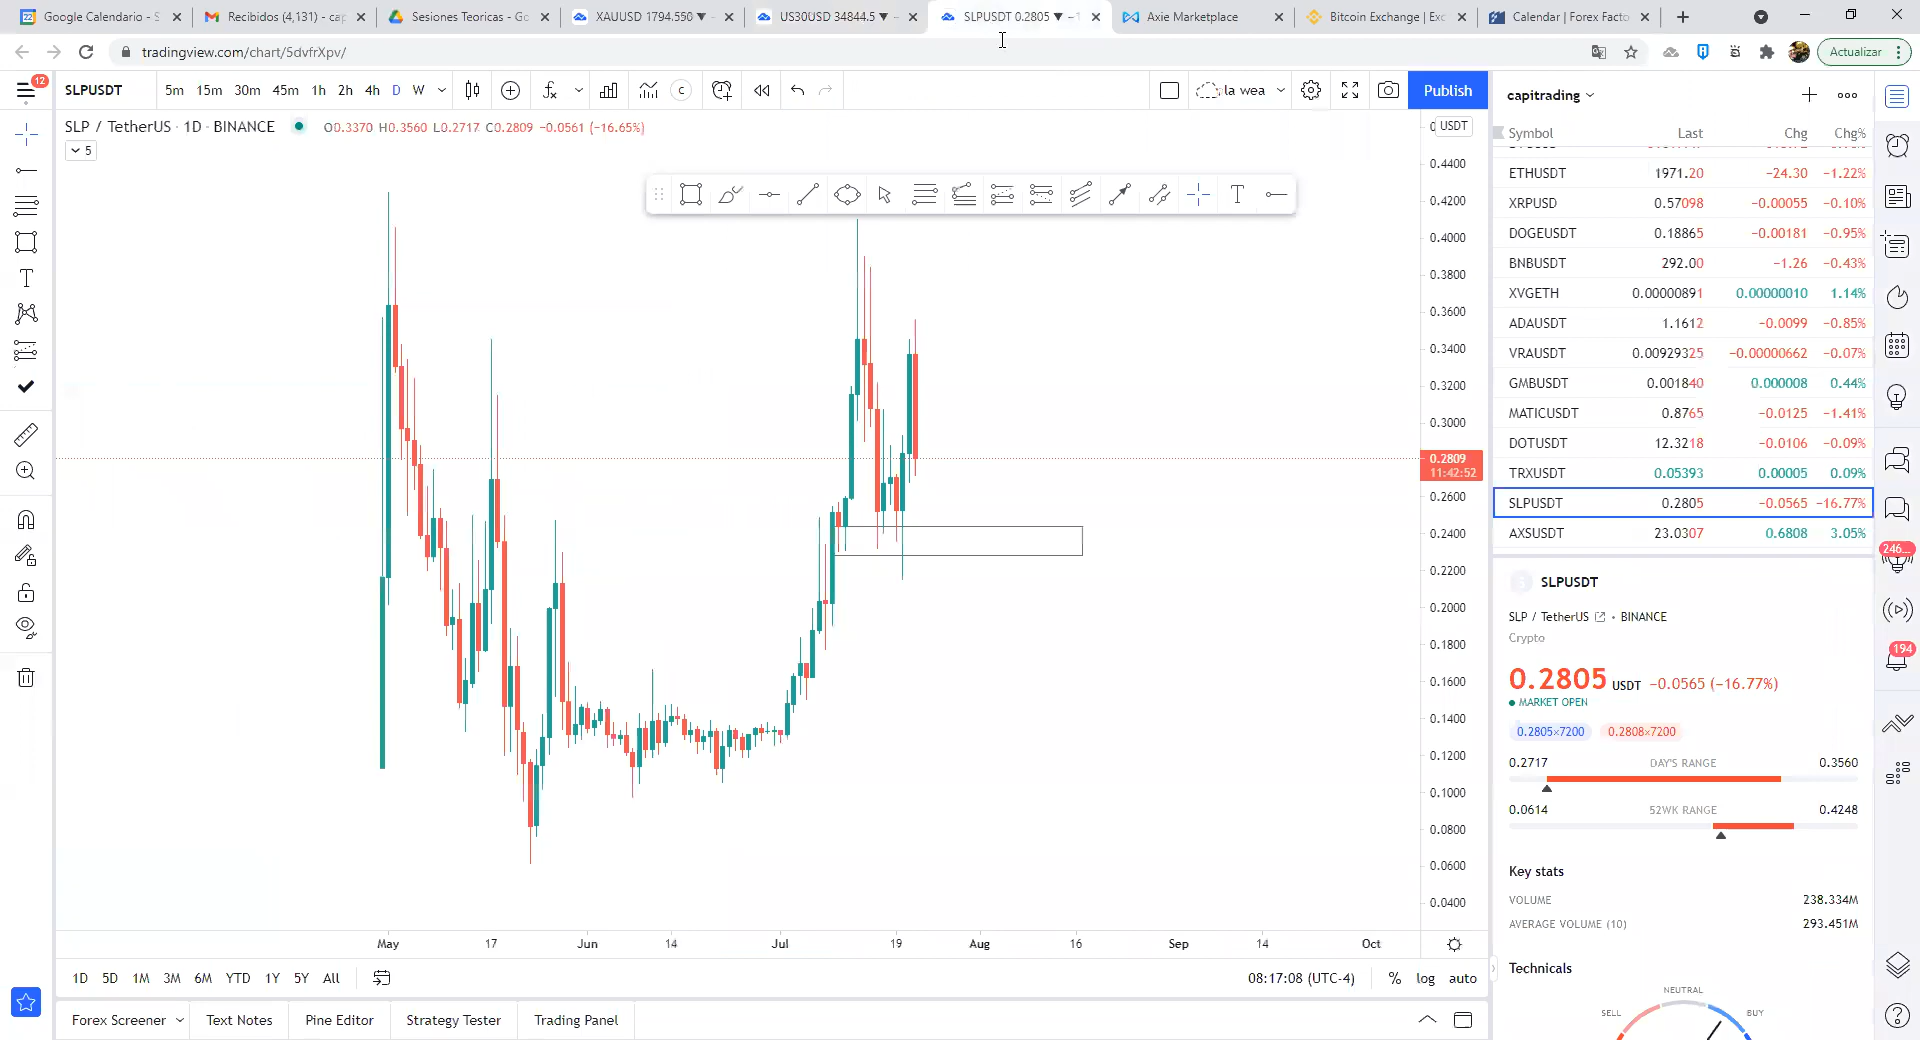 Google Calendario - S
Recibidos (4,131) - cap
Sesiones Teoricas - Go
XAUUSD 1794.550 ▼ -
US30USD 34844.5 ▼ -
SLPUSDT 0.2805 ▼ −1
Axie Marketplace
Bitcoin Exchange | Exc
Calendar | Forex Facto
tradingview.com/chart/5dvfrXpv/
Actualizar
12
SLPUSDT
5m 15m 30m 45m 1h 2h 4h D W
la wea
Publish
SLP / TetherUS · 1D · BINANCE
O0.3370 H0.3560 L0.2717 C0.2809 −0.0561 (−16.65%)
5
USDT
0.4400
0.4200
0.4000
0.3800
0.3600
0.3400
0.3200
0.3000
0.2809
11:42:52
0.2600
0.2400
0.2200
0.2000
0.1800
0.1600
0.1400
0.1200
0.1000
0.0800
0.0600
0.0400
May 17 Jun 14 Jul 19 Aug 16 Sep 14 Oct
1D 5D 1M 3M 6M YTD 1Y 5Y All
08:17:08 (UTC-4) % log auto
Forex Screener Text Notes Pine Editor Strategy Tester Trading Panel
capitrading
Symbol Last Chg Chg%
ETHUSDT 1971.20 −24.30 −1.22%
XRPUSD 0.57098 −0.00055 −0.10%
DOGEUSDT 0.18865 −0.00181 −0.95%
BNBUSDT 292.00 −1.26 −0.43%
XVGETH 0.00000891 0.00000010 1.14%
ADAUSDT 1.1612 −0.0099 −0.85%
VRAUSDT 0.00929325 −0.00000662 −0.07%
GMBUSDT 0.001840 0.000008 0.44%
MATICUSDT 0.8765 −0.0125 −1.41%
DOTUSDT 12.3218 −0.0106 −0.09%
TRXUSDT 0.05393 0.00005 0.09%
SLPUSDT 0.2805 −0.0565 −16.77%
AXSUSDT 23.0307 0.6808 3.05%
SLPUSDT
SLP / TetherUS • BINANCE
Crypto
0.2805 USDT −0.0565 (−16.77%)
MARKET OPEN
0.2805×7200 0.2808×7200
0.2717 DAY'S RANGE 0.3560
0.0614 52WK RANGE 0.4248
Key stats
VOLUME 238.334M
AVERAGE VOLUME (10) 293.451M
Technicals
NEUTRAL
SELL BUY
246...
194